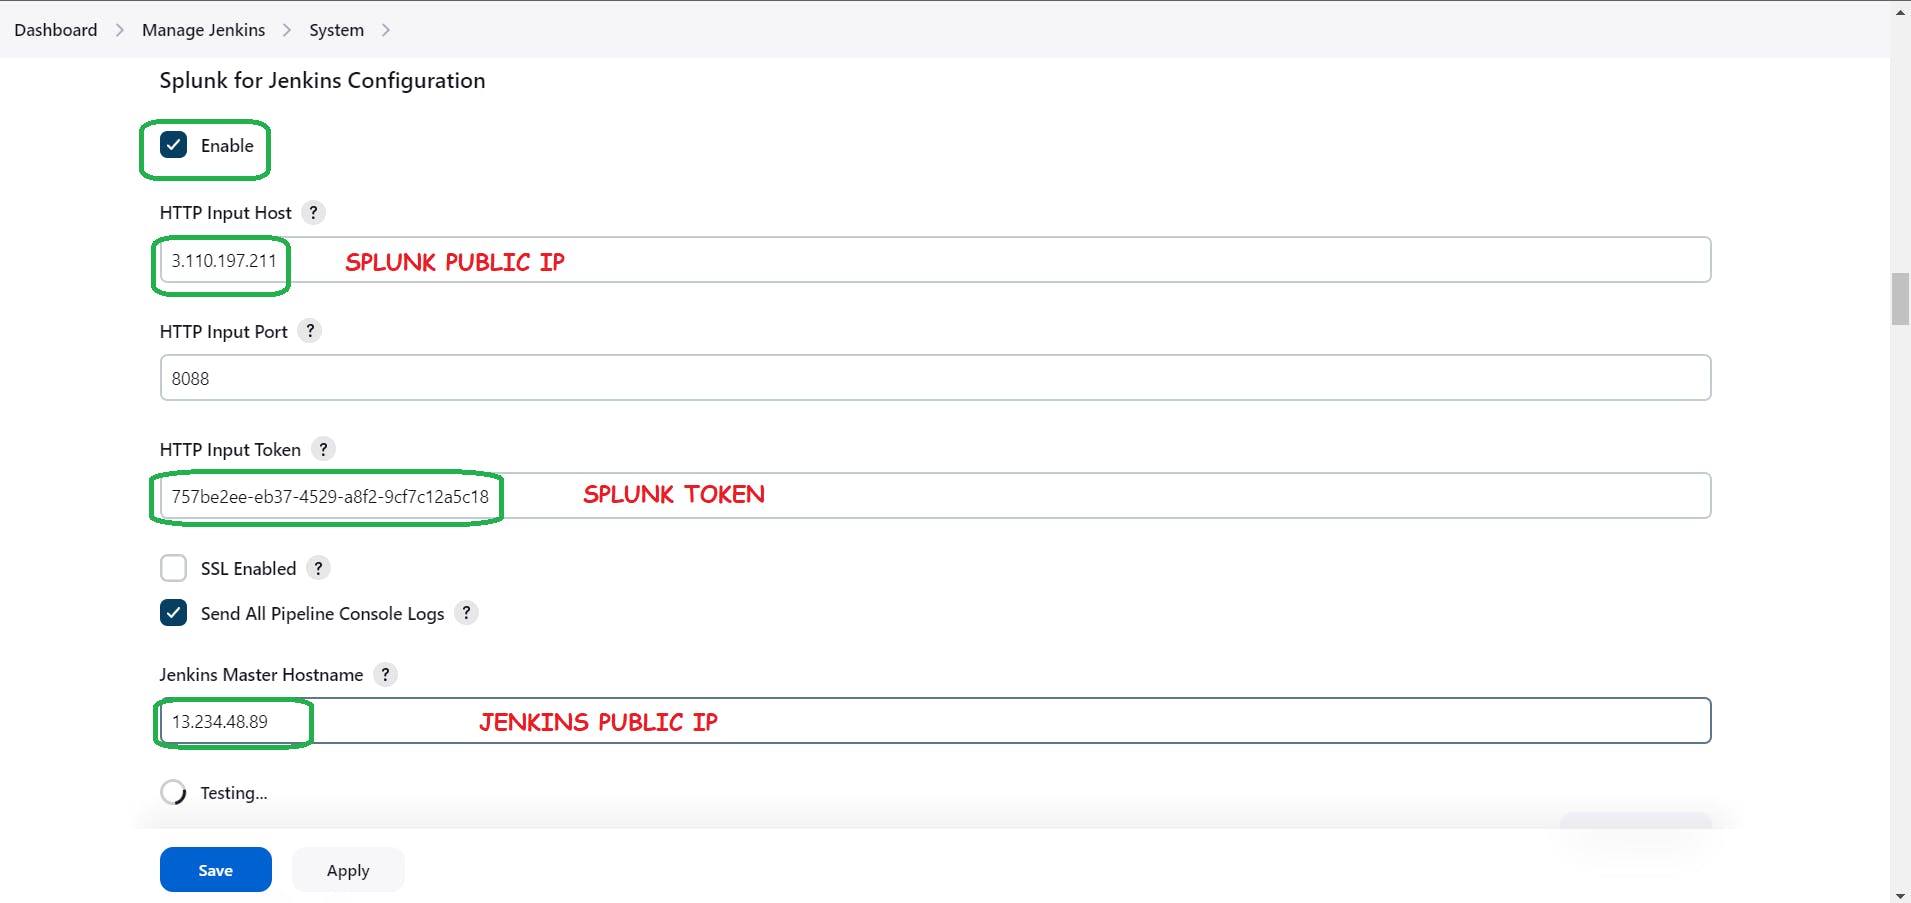 Dashboard > Manage Jenkins > System >
Splunk for Jenkins Configuration
Enable
HTTP Input Host ?
3.110.197.211 SPLUNK PUBLIC IP
HTTP Input Port ?
8088
HTTP Input Token ?
757be2ee-eb37-4529-a8f2-9cf7c12a5c18 SPLUNK TOKEN
SSL Enabled ?
Send All Pipeline Console Logs ?
Jenkins Master Hostname ?
13.234.48.89 JENKINS PUBLIC IP
Testing...
Save Apply